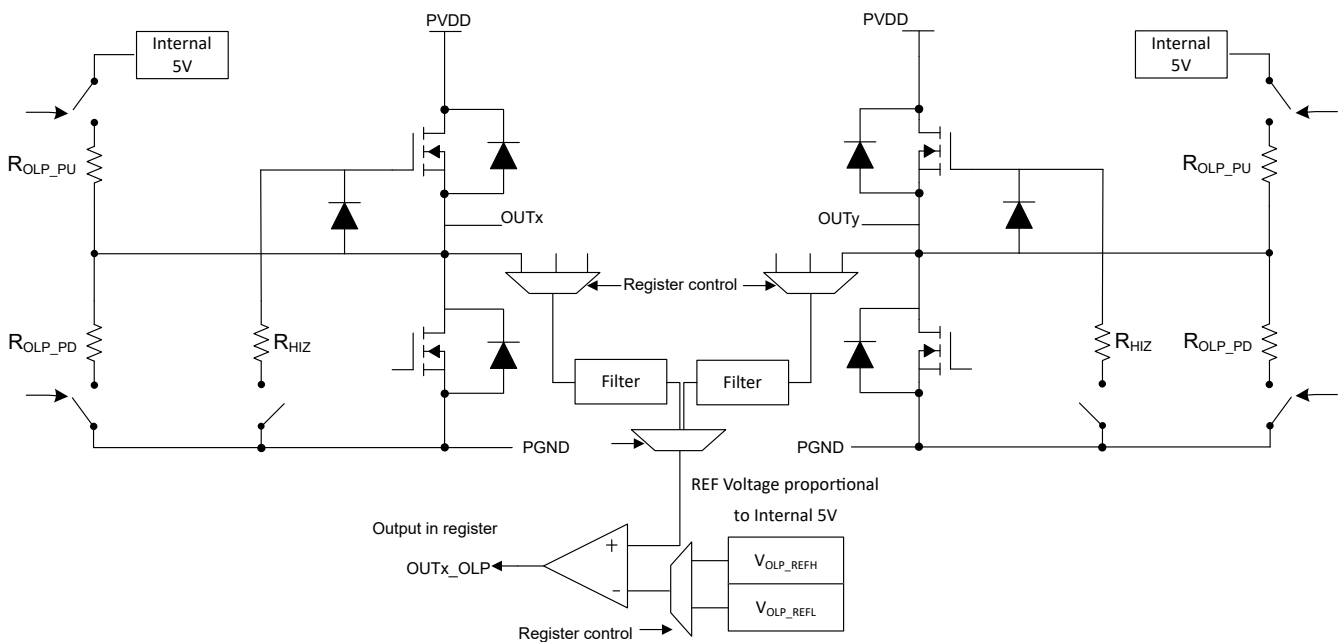 PVDD
PVDD
Internal
5V
Internal
5V
R_OLP_PU
R_OLP_PU
OUTx
OUTy
Register control
R_OLP_PD
R_HIZ
R_HIZ
R_OLP_PD
Filter
Filter
PGND
PGND
REF Voltage proportional
to Internal 5V
Output in register
+
V_OLP_REFH
OUTx_OLP
-
V_OLP_REFL
Register control